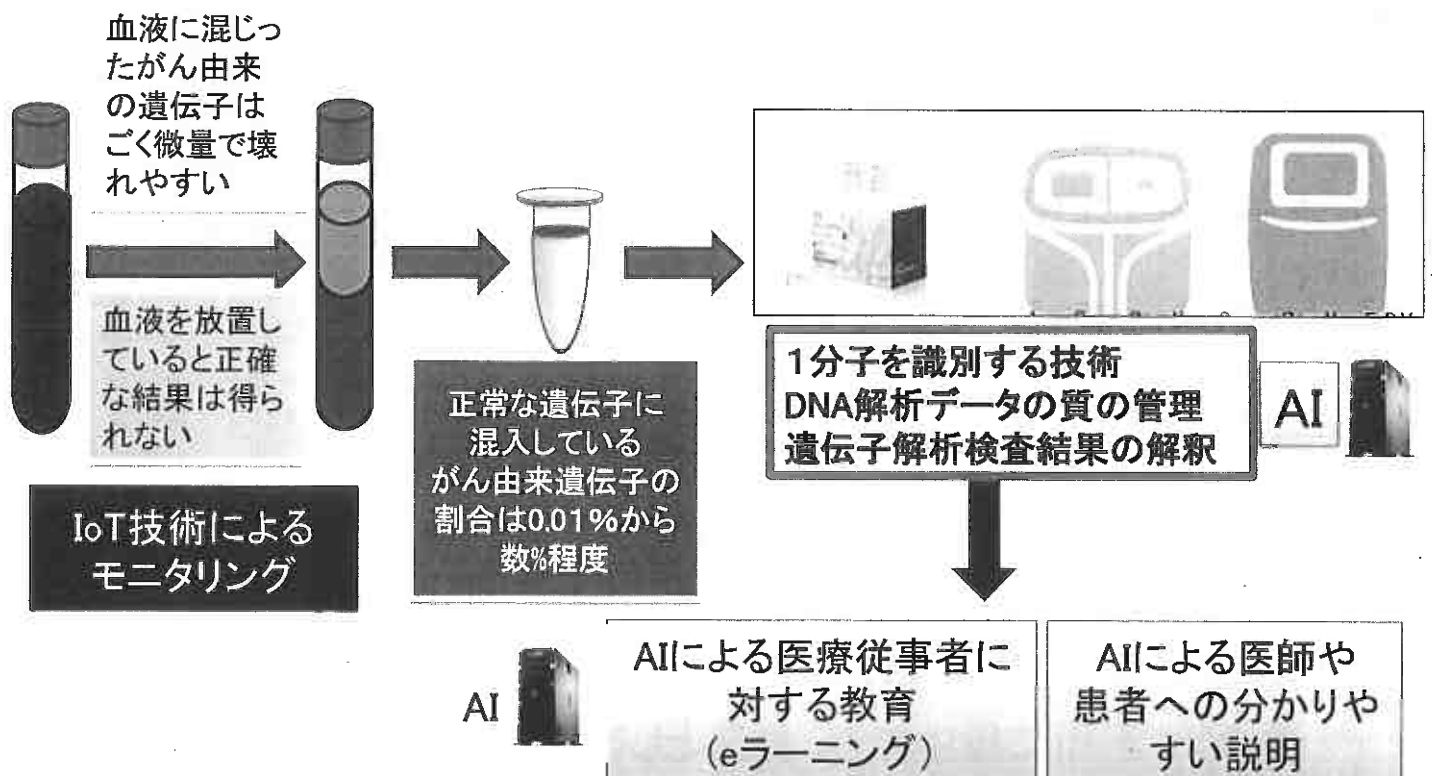 血液に混じっ
たがん由来
の遺伝子は
ごく微量で壊
れやすい
血液を放置し
ていると正確
な結果は得ら
れない
IoT技術による
モニタリング
正常な遺伝子に
混入している
がん由来遺伝子の
割合は0.01%から
数%程度
1分子を識別する技術
DNA解析データの質の管理
遺伝子解析検査結果の解釈
AI
AI
AIによる医療従事者に
対する教育
(eラーニング)
AIによる医師や
患者への分かりや
すい説明